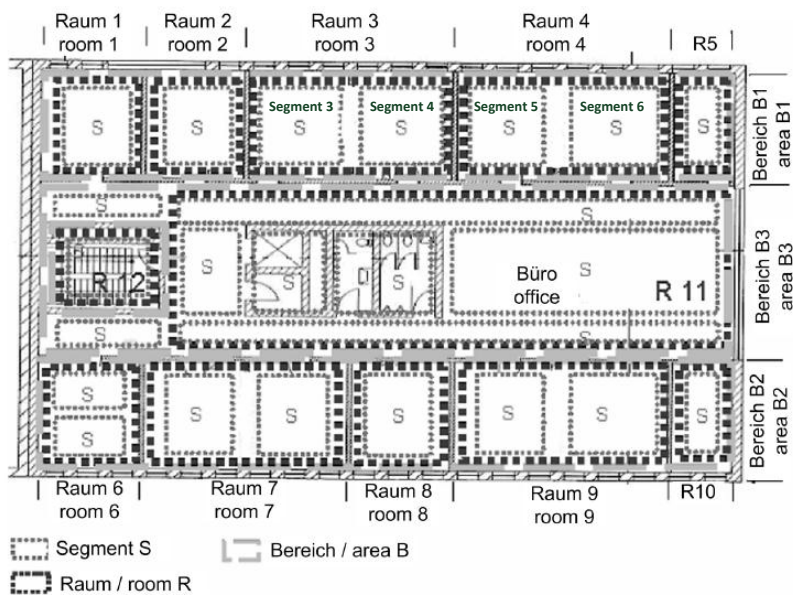 Raum 1
room 1
Raum 2
room 2
Raum 3
room 3
Raum 4
room 4
R5
S
S
Segment 3
S
Segment 4
S
Segment 5
S
Segment 6
S
S
Bereich B1
area B1
S
S
R 12
S
S
S
S
Büro
office
S
R 11
S
S
Bereich B3
area B3
S
S
S
S
S
S
S
S
Bereich B2
area B2
Raum 6
room 6
Raum 7
room 7
Raum 8
room 8
Raum 9
room 9
R10
Segment S
Bereich / area B
Raum / room R